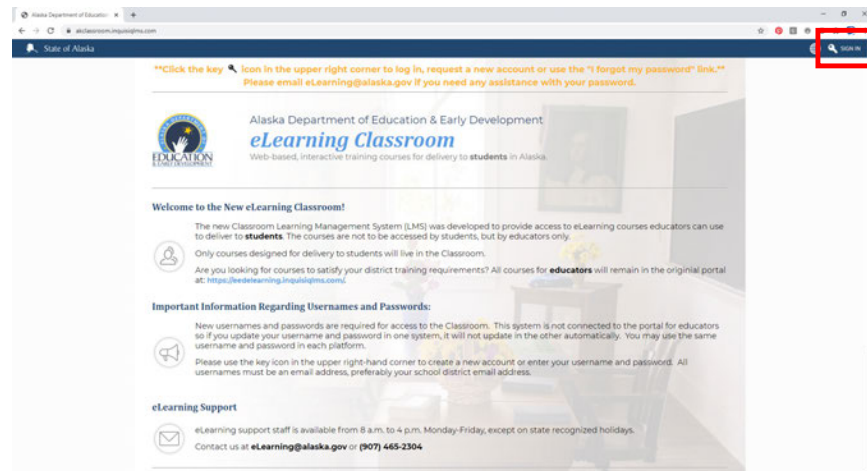 Alaska Department of Education
akclassroom.inquisiqlms.com
State of Alaska
SIGN IN
**Click the key icon in the upper right corner to log in, request a new account or use the "I forgot my password" link.**
Please email eLearning@alaska.gov if you need any assistance with your password.
EDUCATION
& EARLY DEVELOPMENT
Alaska Department of Education & Early Development
eLearning Classroom
Web-based, interactive training courses for delivery to students in Alaska.
Welcome to the New eLearning Classroom!
The new Classroom Learning Management System (LMS) was developed to provide access to eLearning courses educators can use
to deliver to students. The courses are not to be accessed by students, but by educators only.
Only courses designed for delivery to students will live in the Classroom.
Are you looking for courses to satisfy your district training requirements? All courses for educators will remain in the originial portal
at: https://eedelearning.inquisiqlms.com/.
Important Information Regarding Usernames and Passwords:
New usernames and passwords are required for access to the Classroom. This system is not connected to the portal for educators
so if you update your username and password in one system, it will not update in the other automatically. You may use the same
username and password in each platform.
Please use the key icon in the upper right-hand corner to create a new account or enter your username and password. All
usernames must be an email address, preferably your school district email address.
eLearning Support
eLearning support staff is available from 8 a.m. to 4 p.m. Monday-Friday, except on state recognized holidays.
Contact us at eLearning@alaska.gov or (907) 465-2304